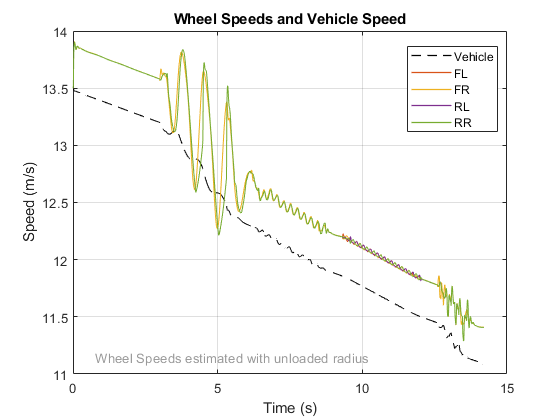 Wheel Speeds and Vehicle Speed
14
13.5
13
12.5
12
11.5
11
Speed (m/s)
Vehicle
FL
FR
RL
RR
Wheel Speeds estimated with unloaded radius
0
5
10
15
Time (s)